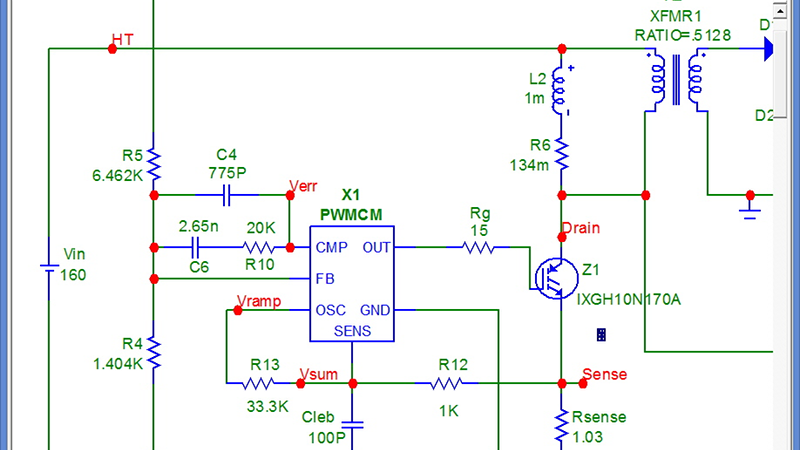 XFMR1
RATIO=.5128
HT
L2
1m
D2
R5
6.462K
C4
775P
R6
134m
Verr
X1
PWMCM
Rg
15
2.65n
20K
C6
R10
CMP
OUT
Drain
Vin
160
FB
Z1
IXGH10N170A
Vramp
OSC
GND
SENS
R4
1.404K
R13
Vsum
R12
Sense
33.3K
1K
Cleb
100P
Rsense
1.03